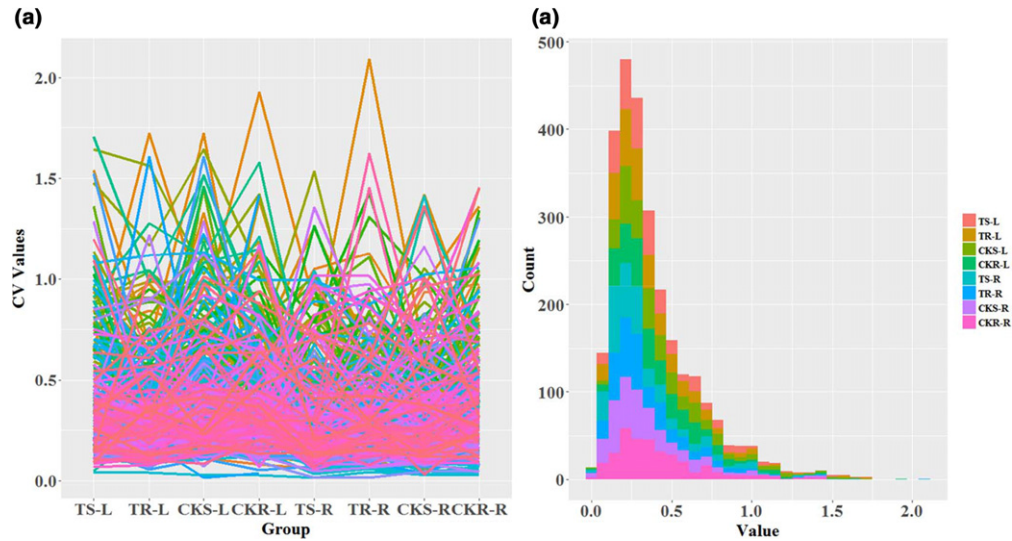 (a)
(a)
CV Values
2.0
1.5
1.0
0.5
0.0
TS-L TR-L CKS-L CKR-L TS-R TR-R CKS-R CKR-R
Group
Count
500
400
300
200
100
0
0.0 0.5 1.0 1.5 2.0
Value
TS-L
TR-L
CKS-L
CKR-L
TS-R
TR-R
CKS-R
CKR-R